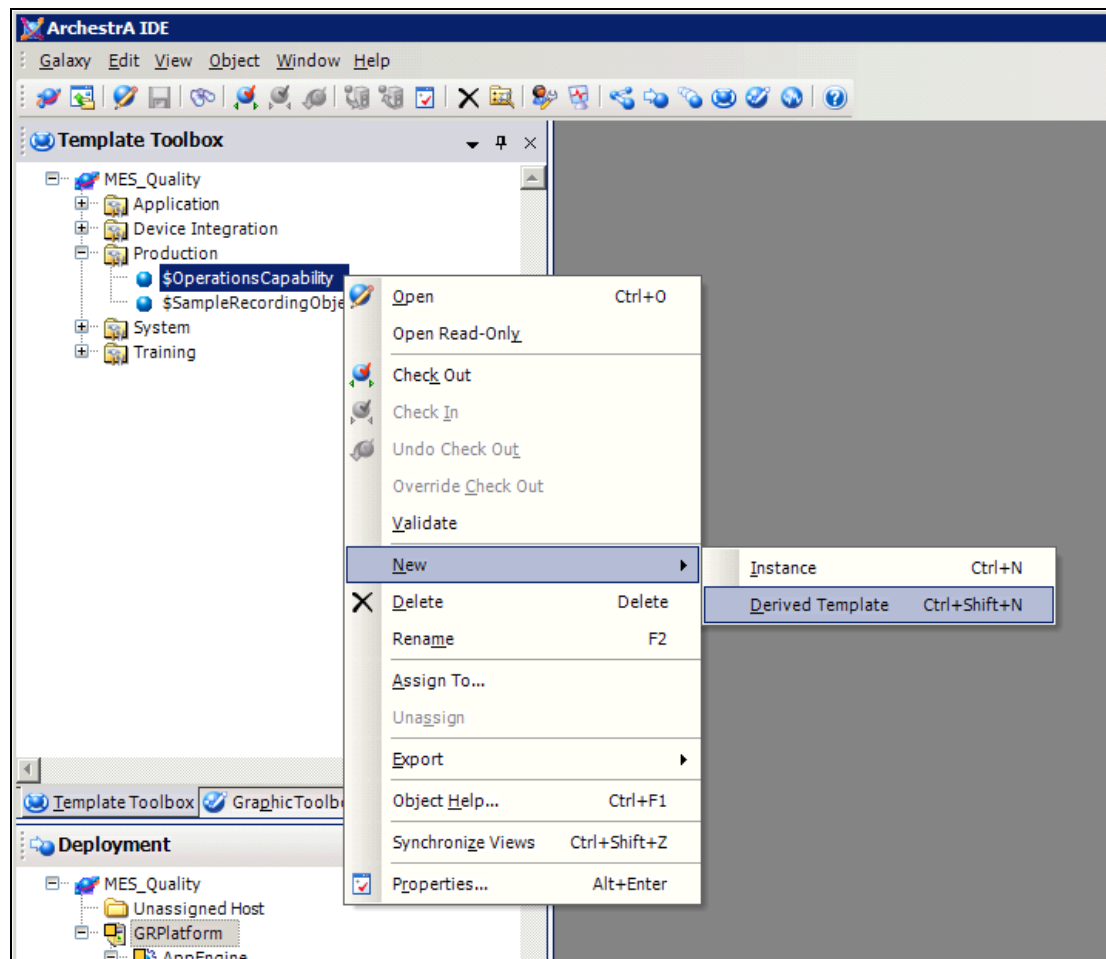 ArchestrA IDE
Galaxy Edit View Object Window Help
Template Toolbox
MES_Quality
Application
Device Integration
Production
$OperationsCapability
$SampleRecordingObje
System
Training
Open Ctrl+O
Open Read-Only
Check Out
Check In
Undo Check Out
Override Check Out
Validate
New
Instance Ctrl+N
Derived Template Ctrl+Shift+N
Delete Delete
Rename F2
Assign To...
Unassign
Export
Object Help... Ctrl+F1
Synchronize Views Ctrl+Shift+Z
Properties... Alt+Enter
Template Toolbox GraphicToolb
Deployment
MES_Quality
Unassigned Host
GRPlatform
AppEngine